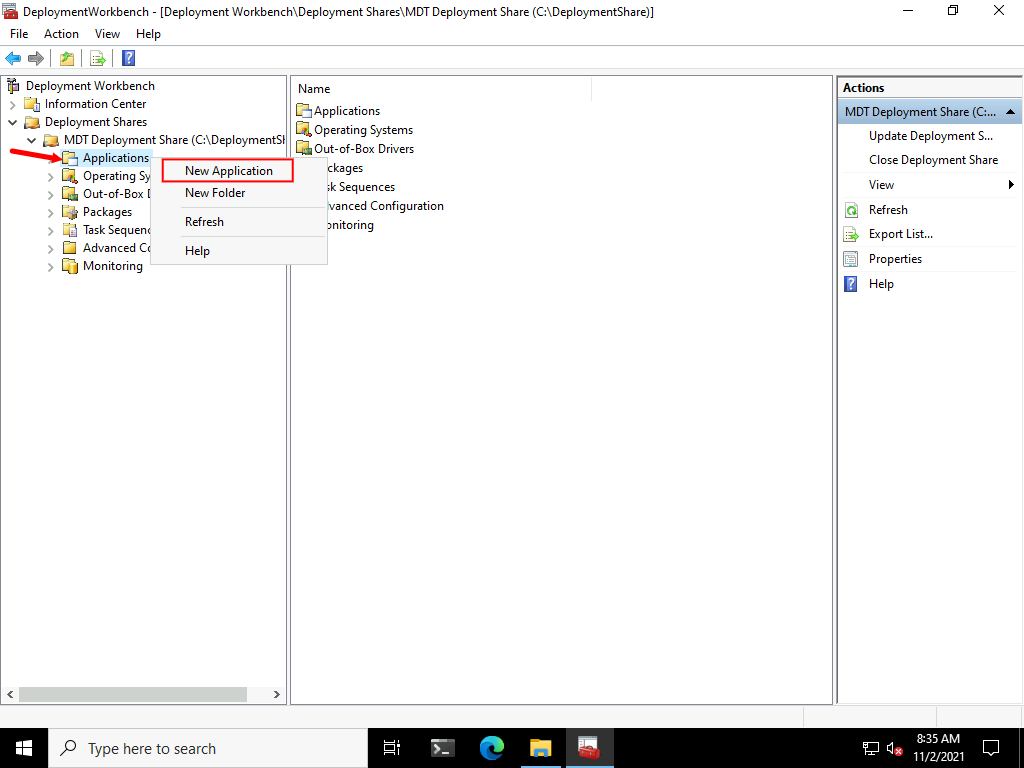 DeploymentWorkbench - [Deployment Workbench\Deployment Shares\MDT Deployment Share (C:\DeploymentShare)]
File Action View Help
Deployment Workbench
Information Center
Deployment Shares
MDT Deployment Share (C:\DeploymentSh
Applications
Operating Sy
Out-of-Box D
Packages
Task Sequenc
Advanced Co
Monitoring
New Application
New Folder
Refresh
Help
Name
Applications
Operating Systems
Out-of-Box Drivers
ckages
sk Sequences
vanced Configuration
onitoring
Actions
MDT Deployment Share (C:...
Update Deployment S...
Close Deployment Share
View
Refresh
Export List...
Properties
Help
Type here to search
8:35 AM
11/2/2021